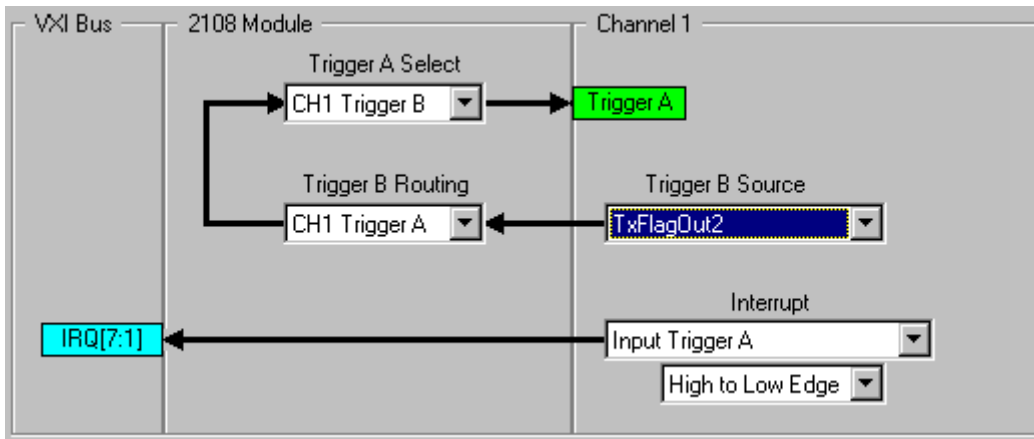 VXI Bus
2108 Module
Channel 1
Trigger A Select
CH1 Trigger B
Trigger A
Trigger B Routing
CH1 Trigger A
Trigger B Source
TxFlagOut2
Interrupt
IRQ[7:1]
Input Trigger A
High to Low Edge